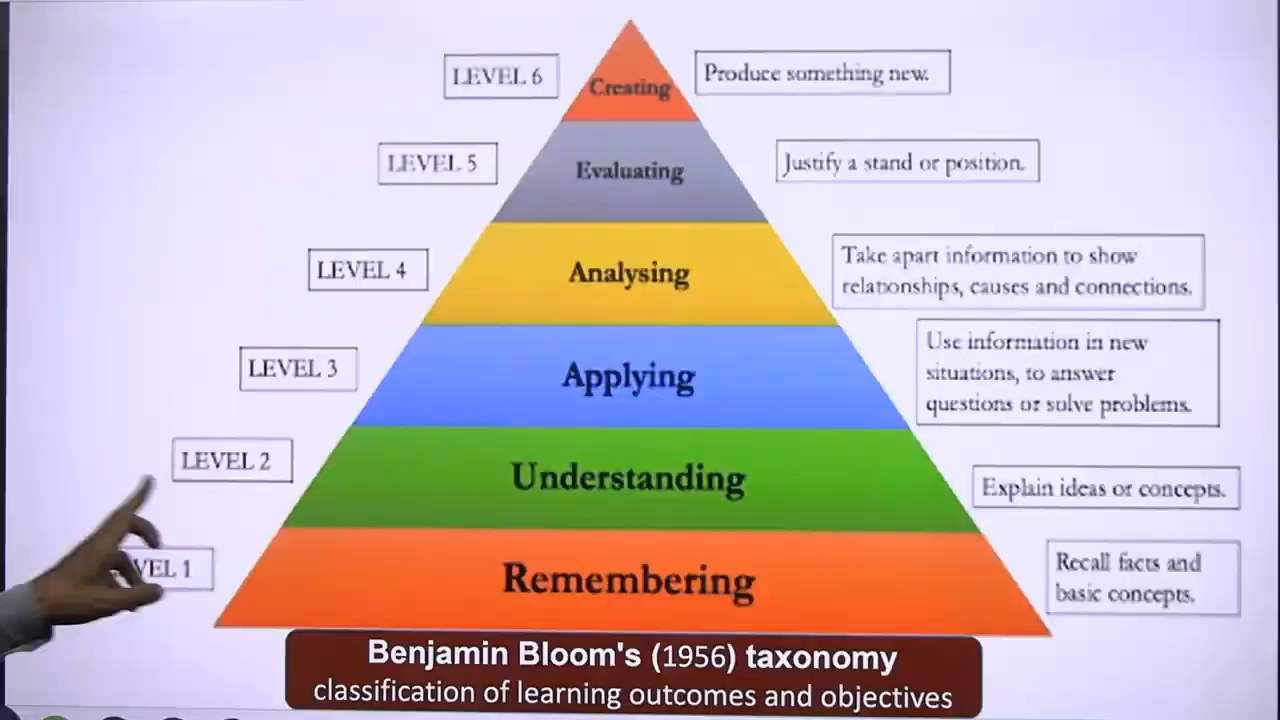 LEVEL 6
Creating
Produce something new.
LEVEL 5
Evaluating
Justify a stand or position.
LEVEL 4
Analysing
Take apart information to show
relationships, causes and connections.
LEVEL 3
Applying
Use information in new
situations, to answer
questions or solve problems.
LEVEL 2
Understanding
Explain ideas or concepts.
VEL 1
Remembering
Recall facts and
basic concepts.
Benjamin Bloom's (1956) taxonomy
classification of learning outcomes and objectives